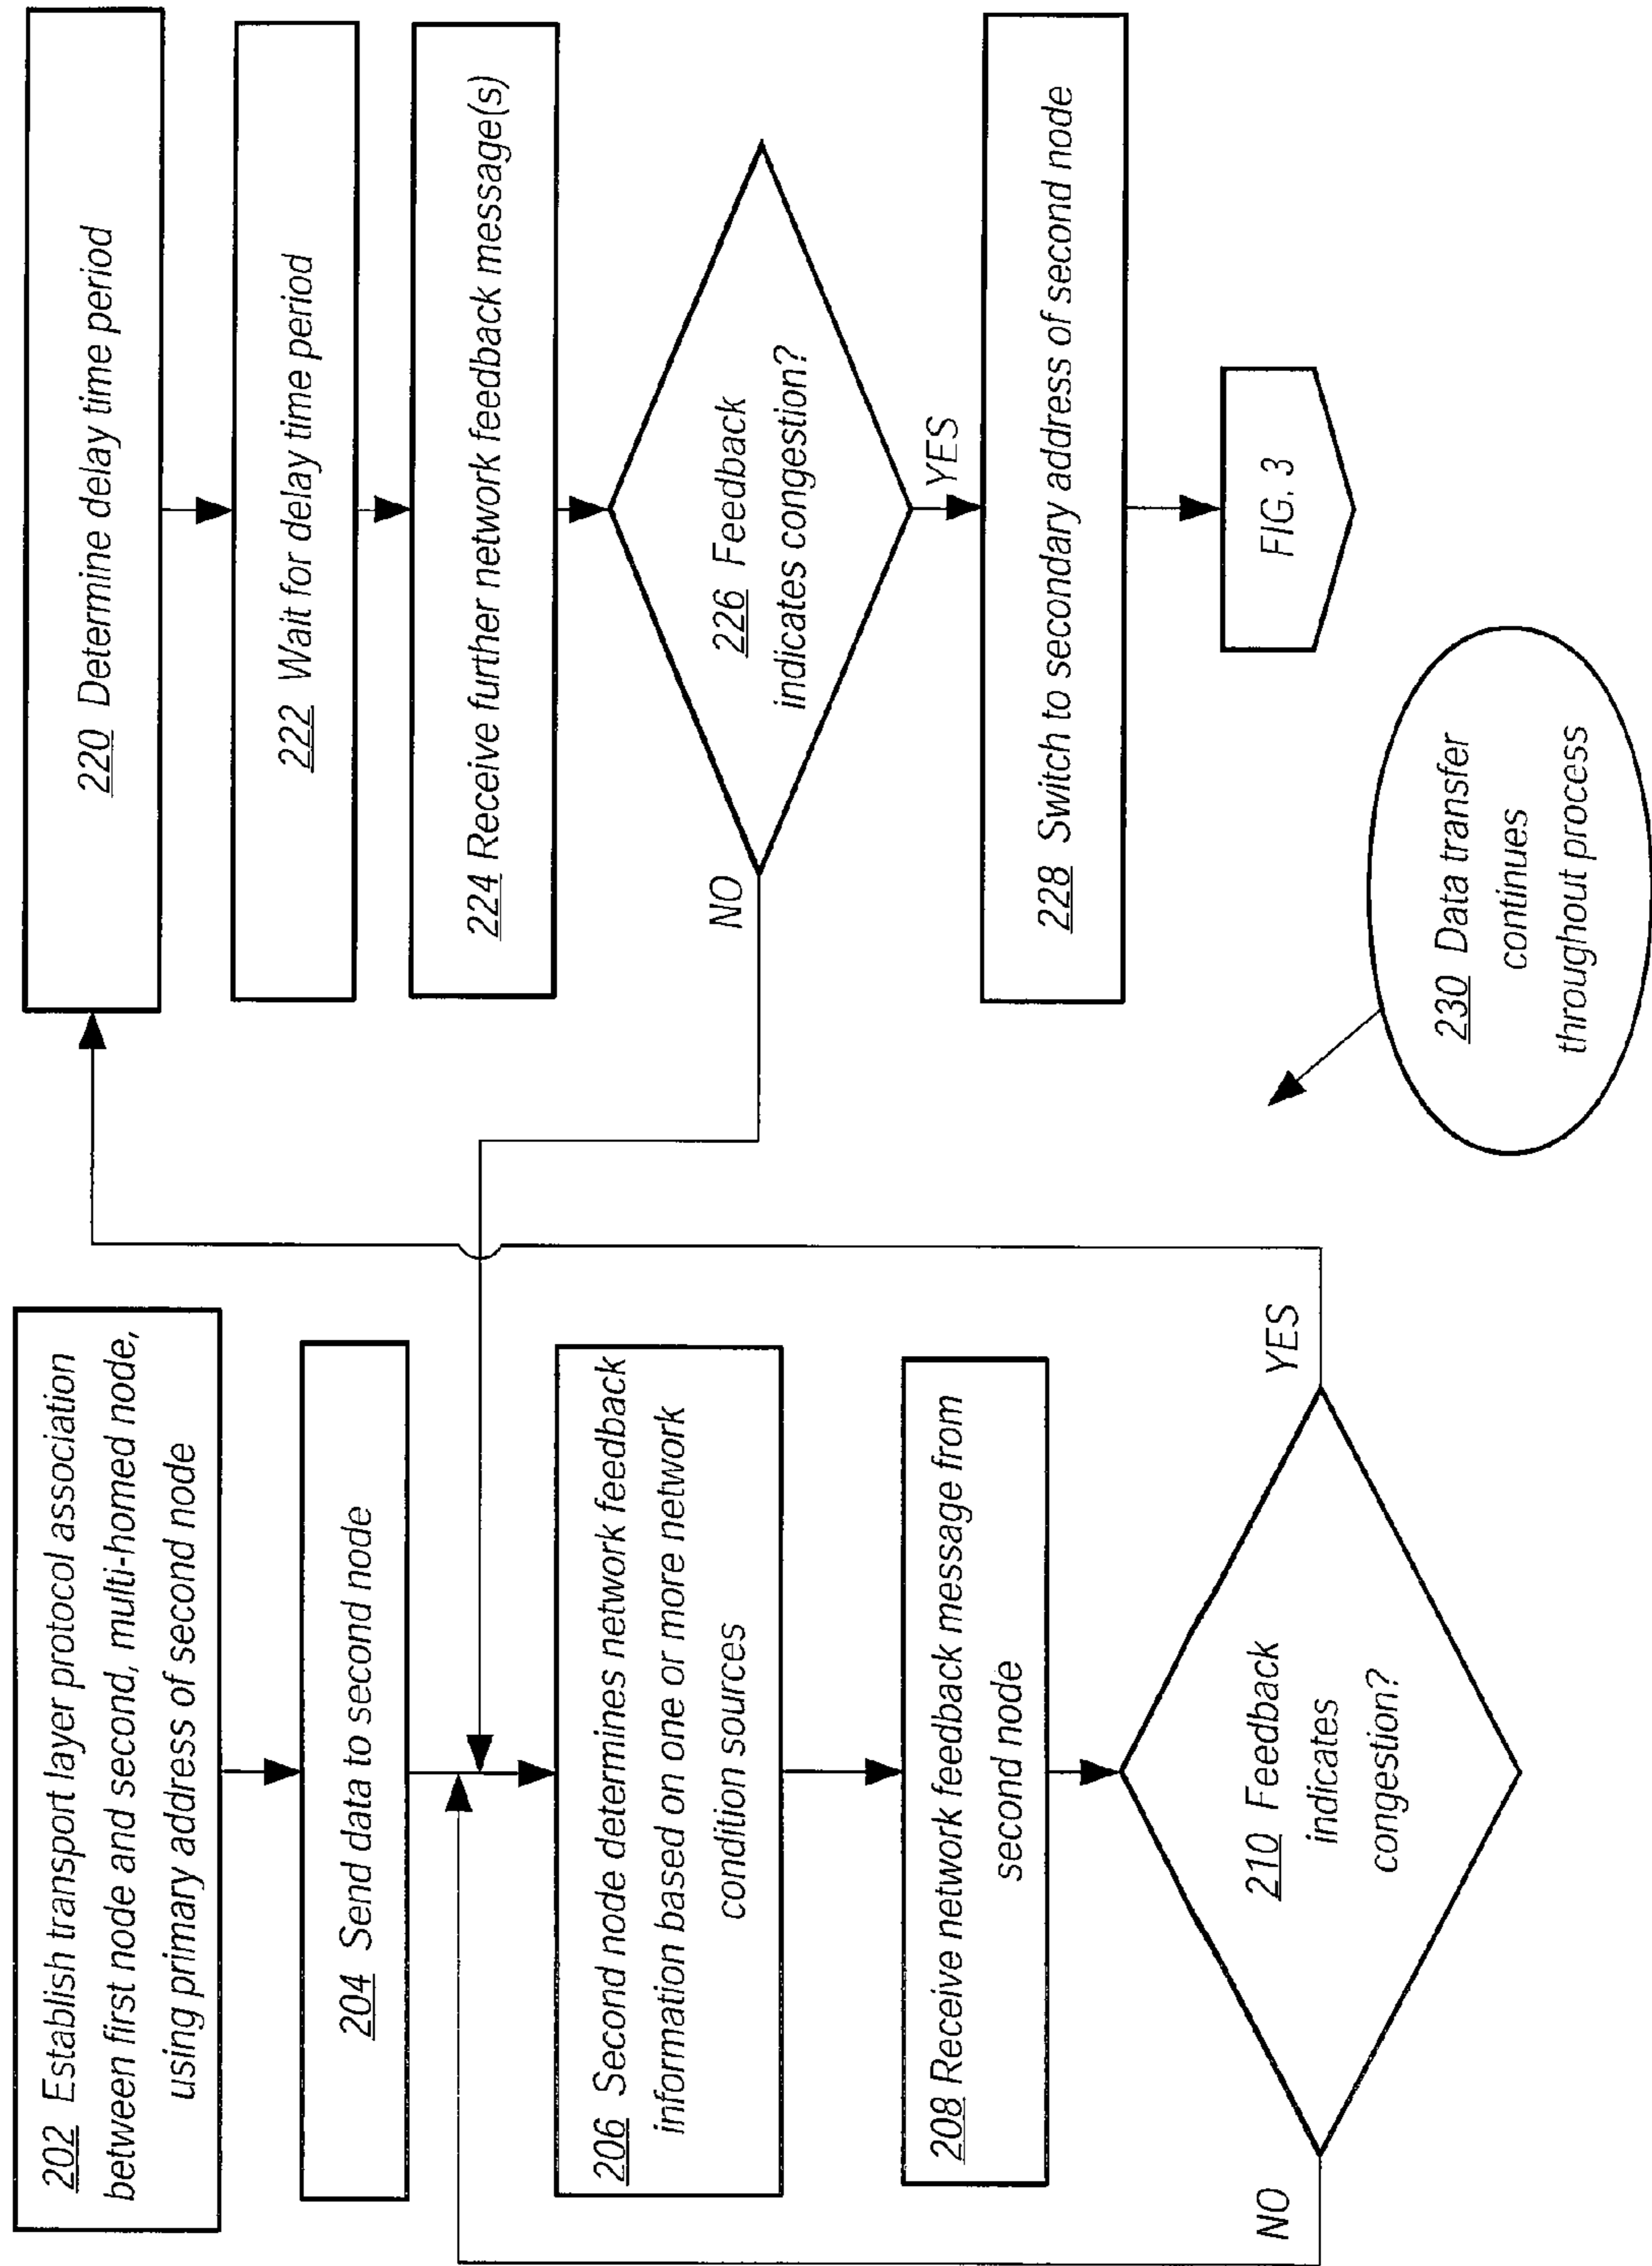 202 Establish transport layer protocol association
between first node and second, multi-homed node,
using primary address of second node
204 Send data to second node
206 Second node determines network feedback
information based on one or more network
condition sources
208 Receive network feedback message from
second node
210 Feedback
indicates
congestion?
NO
YES
220 Determine delay time period
222 Wait for delay time period
224 Receive further network feedback message(s)
226 Feedback
indicates congestion?
NO
YES
228 Switch to secondary address of second node
FIG. 3
230 Data transfer
continues
throughout process